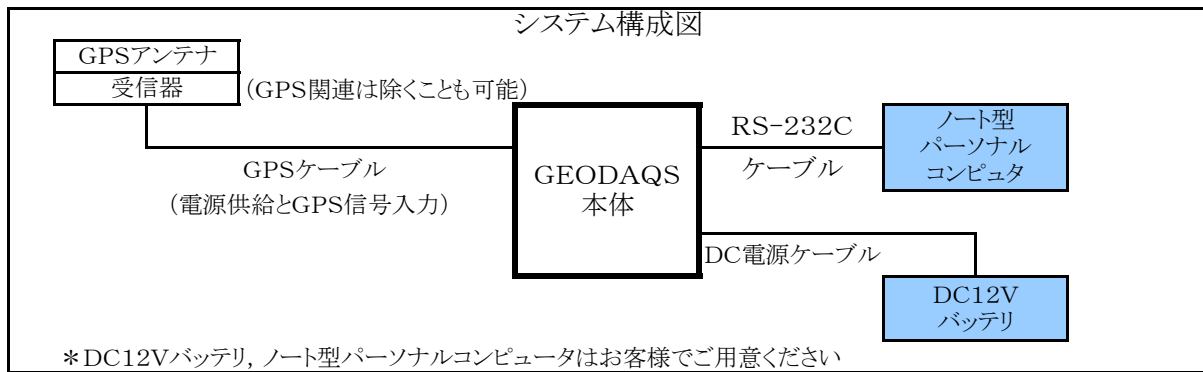 システム構成図
GPSアンテナ
受信器
(GPS関連は除くことも可能)
GPSケーブル
(電源供給とGPS信号入力)
GEODAQS
本体
RS-232C
ケーブル
ノート型
パーソナル
コンピュタ
DC電源ケーブル
DC12V
バッテリ
*DC12Vバッテリ,ノート型パーソナルコンピュータはお客様でご用意ください